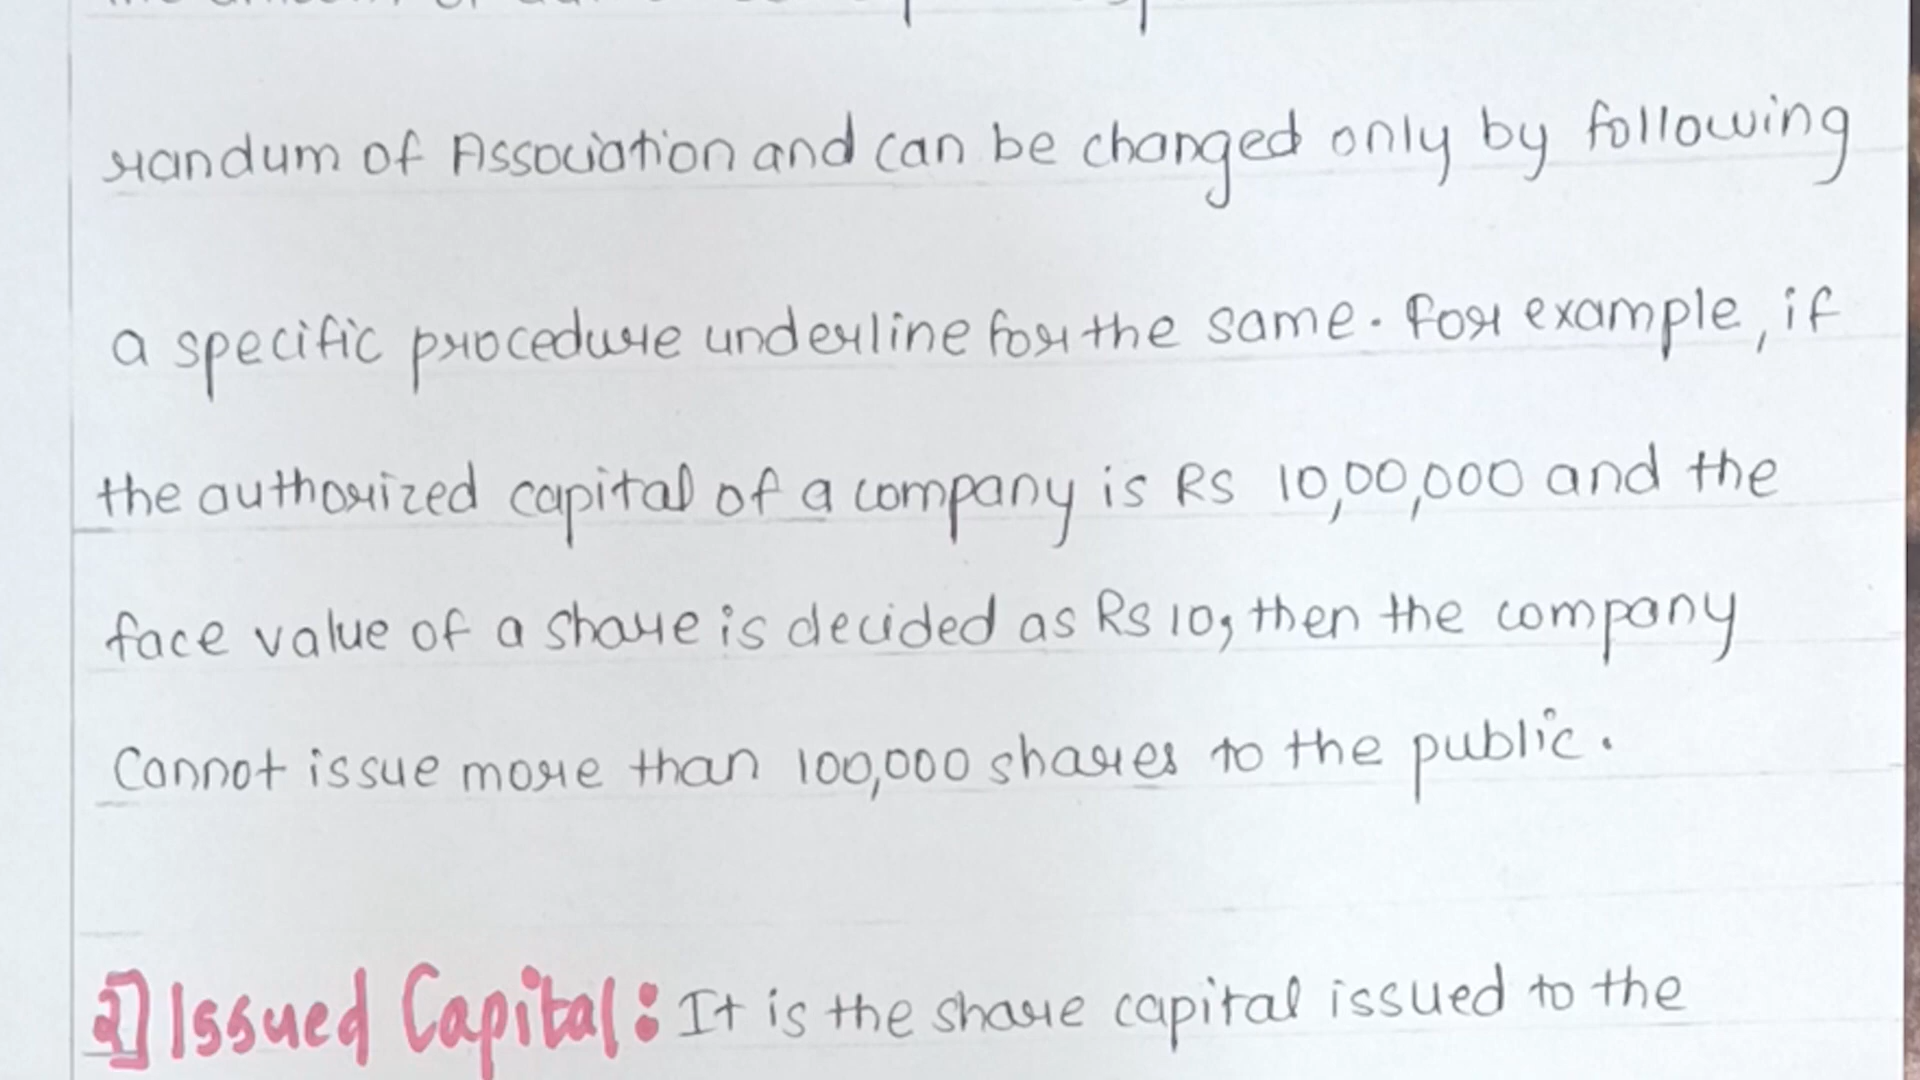 randum of Association and can be changed only by following
a specific procedure underline for the same. For example, if
the authorized capital of a company is Rs 10,00,000 and the
face value of a share is decided as Rs 10, then the company
Cannot issue more than 100,000 shares to the public.
2] Issued Capital: It is the share capital issued to the